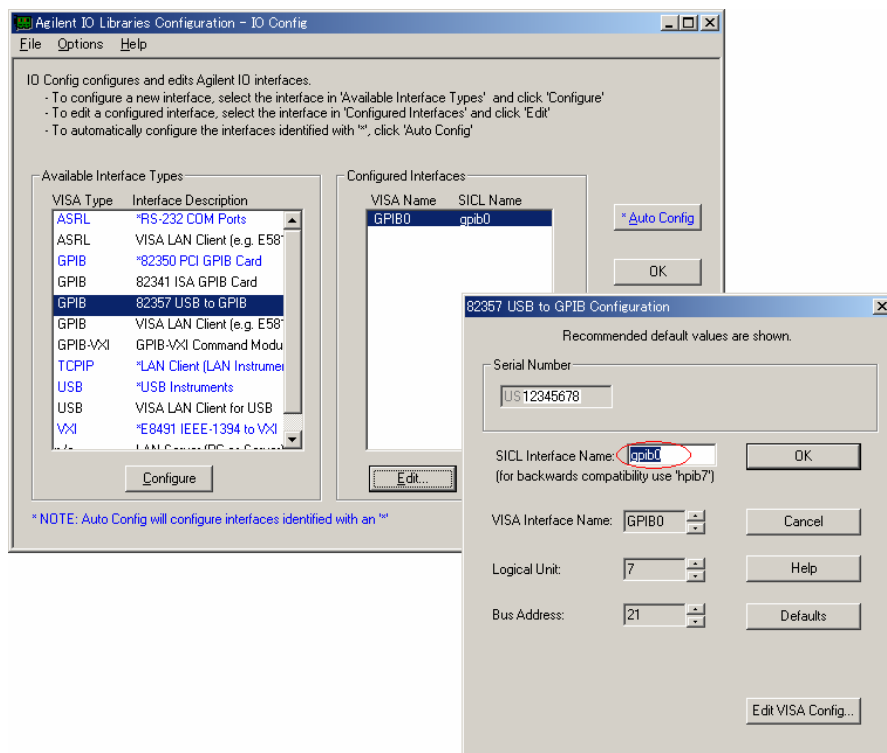 Agilent IO Libraries Configuration - IO Config
File Options Help
IO Config configures and edits Agilent IO interfaces.
- To configure a new interface, select the interface in 'Available Interface Types' and click 'Configure'
- To edit a configured interface, select the interface in 'Configured Interfaces' and click 'Edit'
- To automatically configure the interfaces identified with '*', click 'Auto Config'
Available Interface Types
VISA Type Interface Description
ASRL *RS-232 COM Ports
ASRL VISA LAN Client (e.g. E58
GPIB *82350 PCI GPIB Card
GPIB 82341 ISA GPIB Card
GPIB 82357 USB to GPIB
GPIB VISA LAN Client (e.g. E58
GPIB-VXI GPIB-VXI Command Modu
TCPIP *LAN Client (LAN Instrumen
USB *USB Instruments
USB VISA LAN Client for USB
VXI *E8491 IEEE-1394 to VXI
Configure
Configured Interfaces
VISA Name SICL Name
GPIB0 gpib0
Edit...
* Auto Config
OK
* NOTE: Auto Config will configure interfaces identified with an '*'
82357 USB to GPIB Configuration
Recommended default values are shown.
Serial Number
US 12345678
SICL Interface Name: gpib0
(for backwards compatibility use 'hpib7')
OK
VISA Interface Name: GPIB0
Cancel
Logical Unit: 7
Help
Bus Address: 21
Defaults
Edit VISA Config...